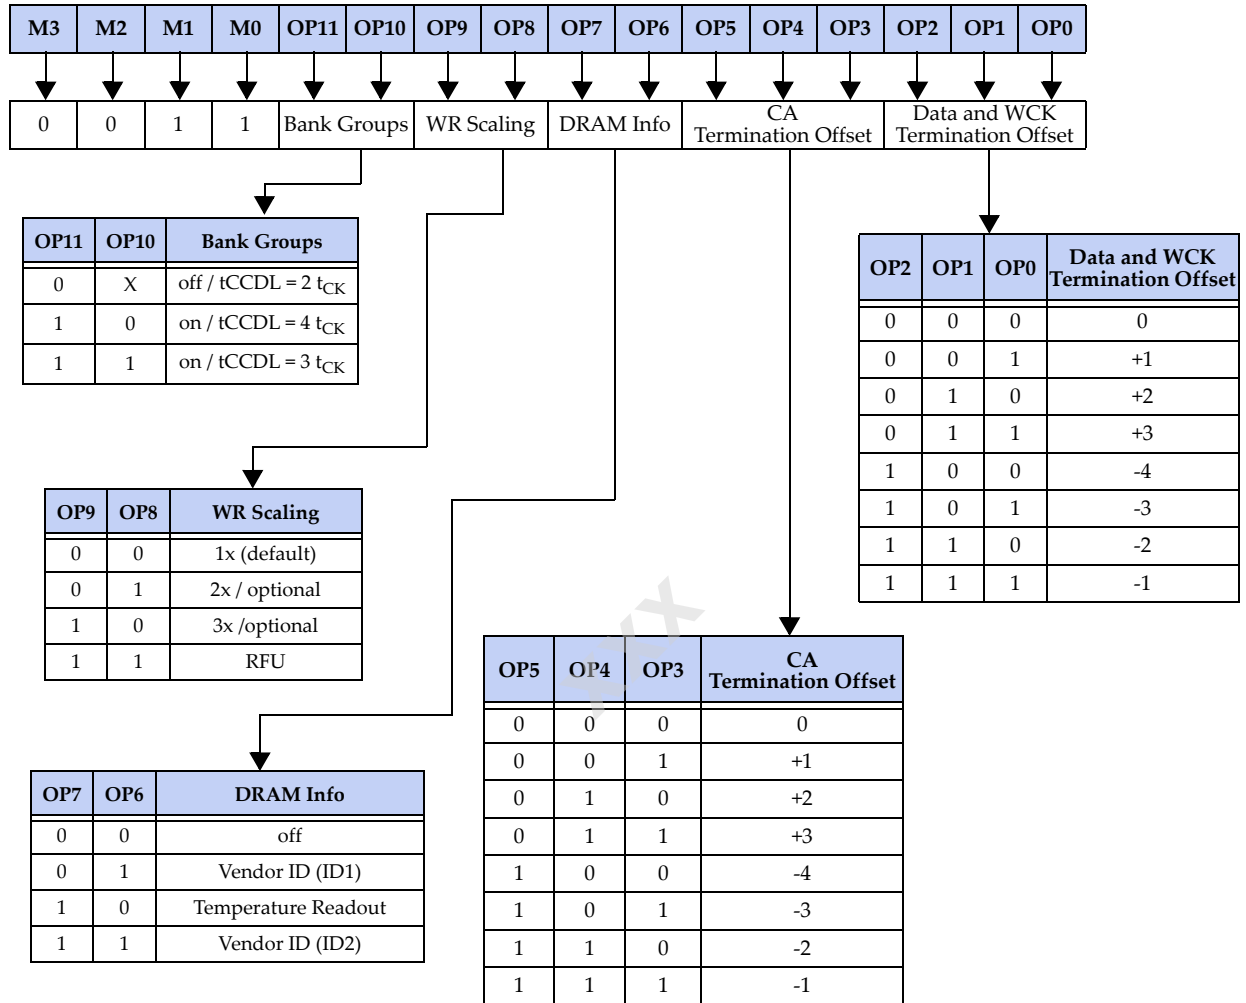 M3 M2 M1 M0 OP11 OP10 OP9 OP8 OP7 OP6 OP5 OP4 OP3 OP2 OP1 OP0
0 0 1 1 Bank Groups WR Scaling DRAM Info CA Termination Offset Data and WCK Termination Offset
OP11 OP10 Bank Groups
0 X off / tCCDL = 2 tCK
1 0 on / tCCDL = 4 tCK
1 1 on / tCCDL = 3 tCK
OP2 OP1 OP0 Data and WCK Termination Offset
0 0 0 0
0 0 1 +1
0 1 0 +2
0 1 1 +3
1 0 0 -4
1 0 1 -3
1 1 0 -2
1 1 1 -1
OP9 OP8 WR Scaling
0 0 1x (default)
0 1 2x / optional
1 0 3x /optional
1 1 RFU
xxx
OP5 OP4 OP3 CA Termination Offset
0 0 0 0
0 0 1 +1
0 1 0 +2
0 1 1 +3
1 0 0 -4
1 0 1 -3
1 1 0 -2
1 1 1 -1
OP7 OP6 DRAM Info
0 0 off
0 1 Vendor ID (ID1)
1 0 Temperature Readout
1 1 Vendor ID (ID2)